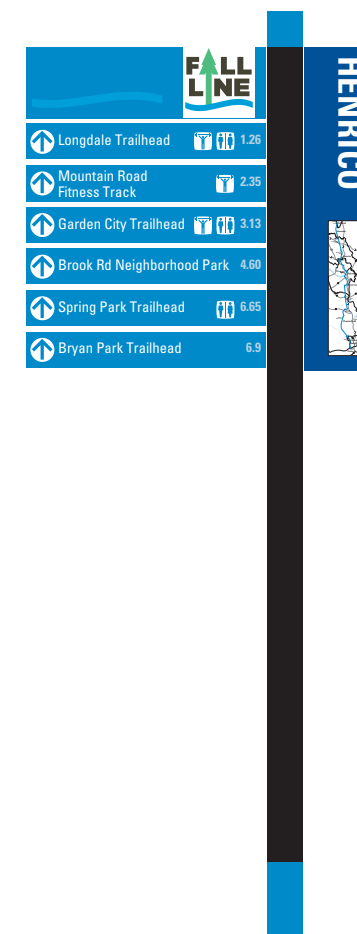 FALL
LINE
Longdale Trailhead 1.26
Mountain Road
Fitness Track 2.35
Garden City Trailhead 3.13
Brook Rd Neighborhood Park 4.60
Spring Park Trailhead 6.65
Bryan Park Trailhead 6.9
HENRICO